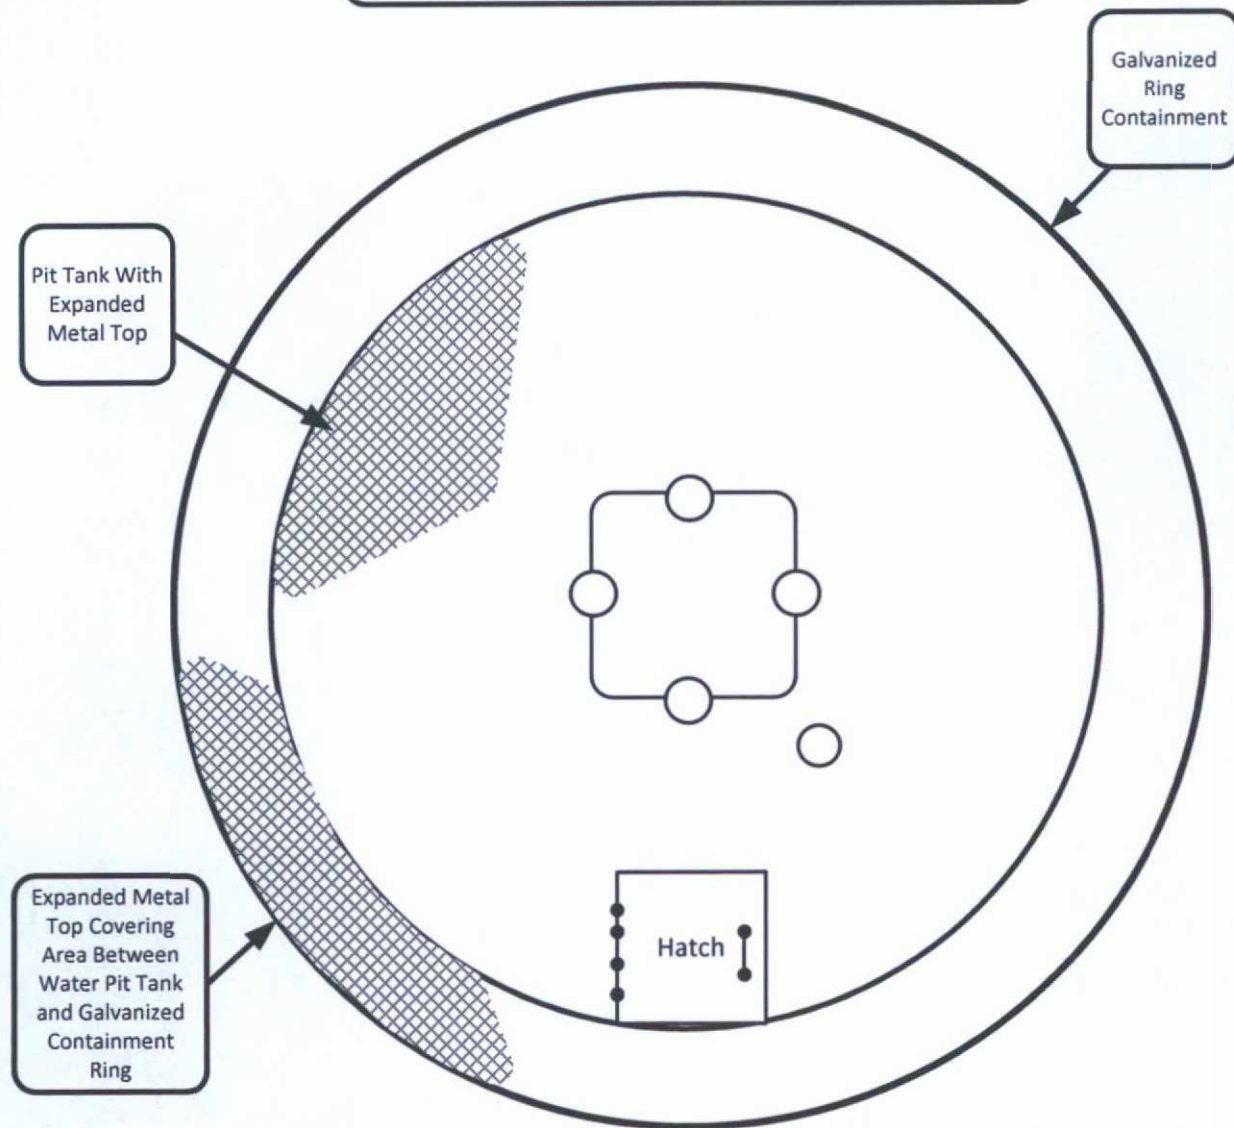 Galvanized
Ring
Containment
Pit Tank With
Expanded
Metal Top
Expanded Metal
Top Covering
Area Between
Water Pit Tank
and Galvanized
Containment
Ring
Hatch